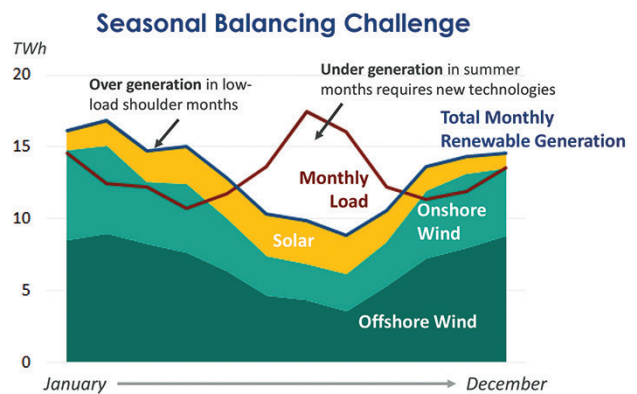 Seasonal Balancing Challenge
TWh
20
15
10
5
0
Over generation in low-
load shoulder months
Under generation in summer
months requires new technologies
Total Monthly
Renewable Generation
Monthly
Load
Onshore
Wind
Solar
Offshore Wind
January
December